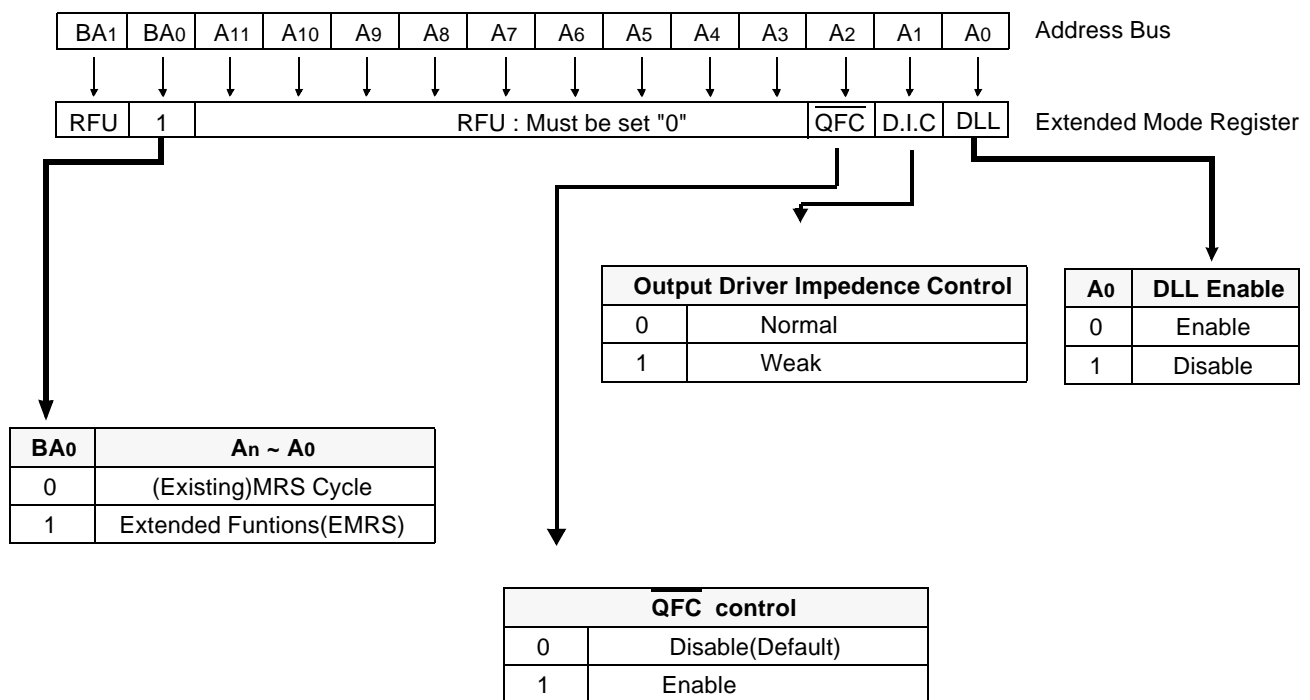 BA1 BA0 A11 A10 A9 A8 A7 A6 A5 A4 A3 A2 A1 A0 Address Bus
RFU 1 RFU : Must be set "0" QFC D.I.C DLL Extended Mode Register
Output Driver Impedence Control
0 Normal
1 Weak
A0 DLL Enable
0 Enable
1 Disable
BA0 An ~ A0
0 (Existing)MRS Cycle
1 Extended Funtions(EMRS)
QFC control
0 Disable(Default)
1 Enable